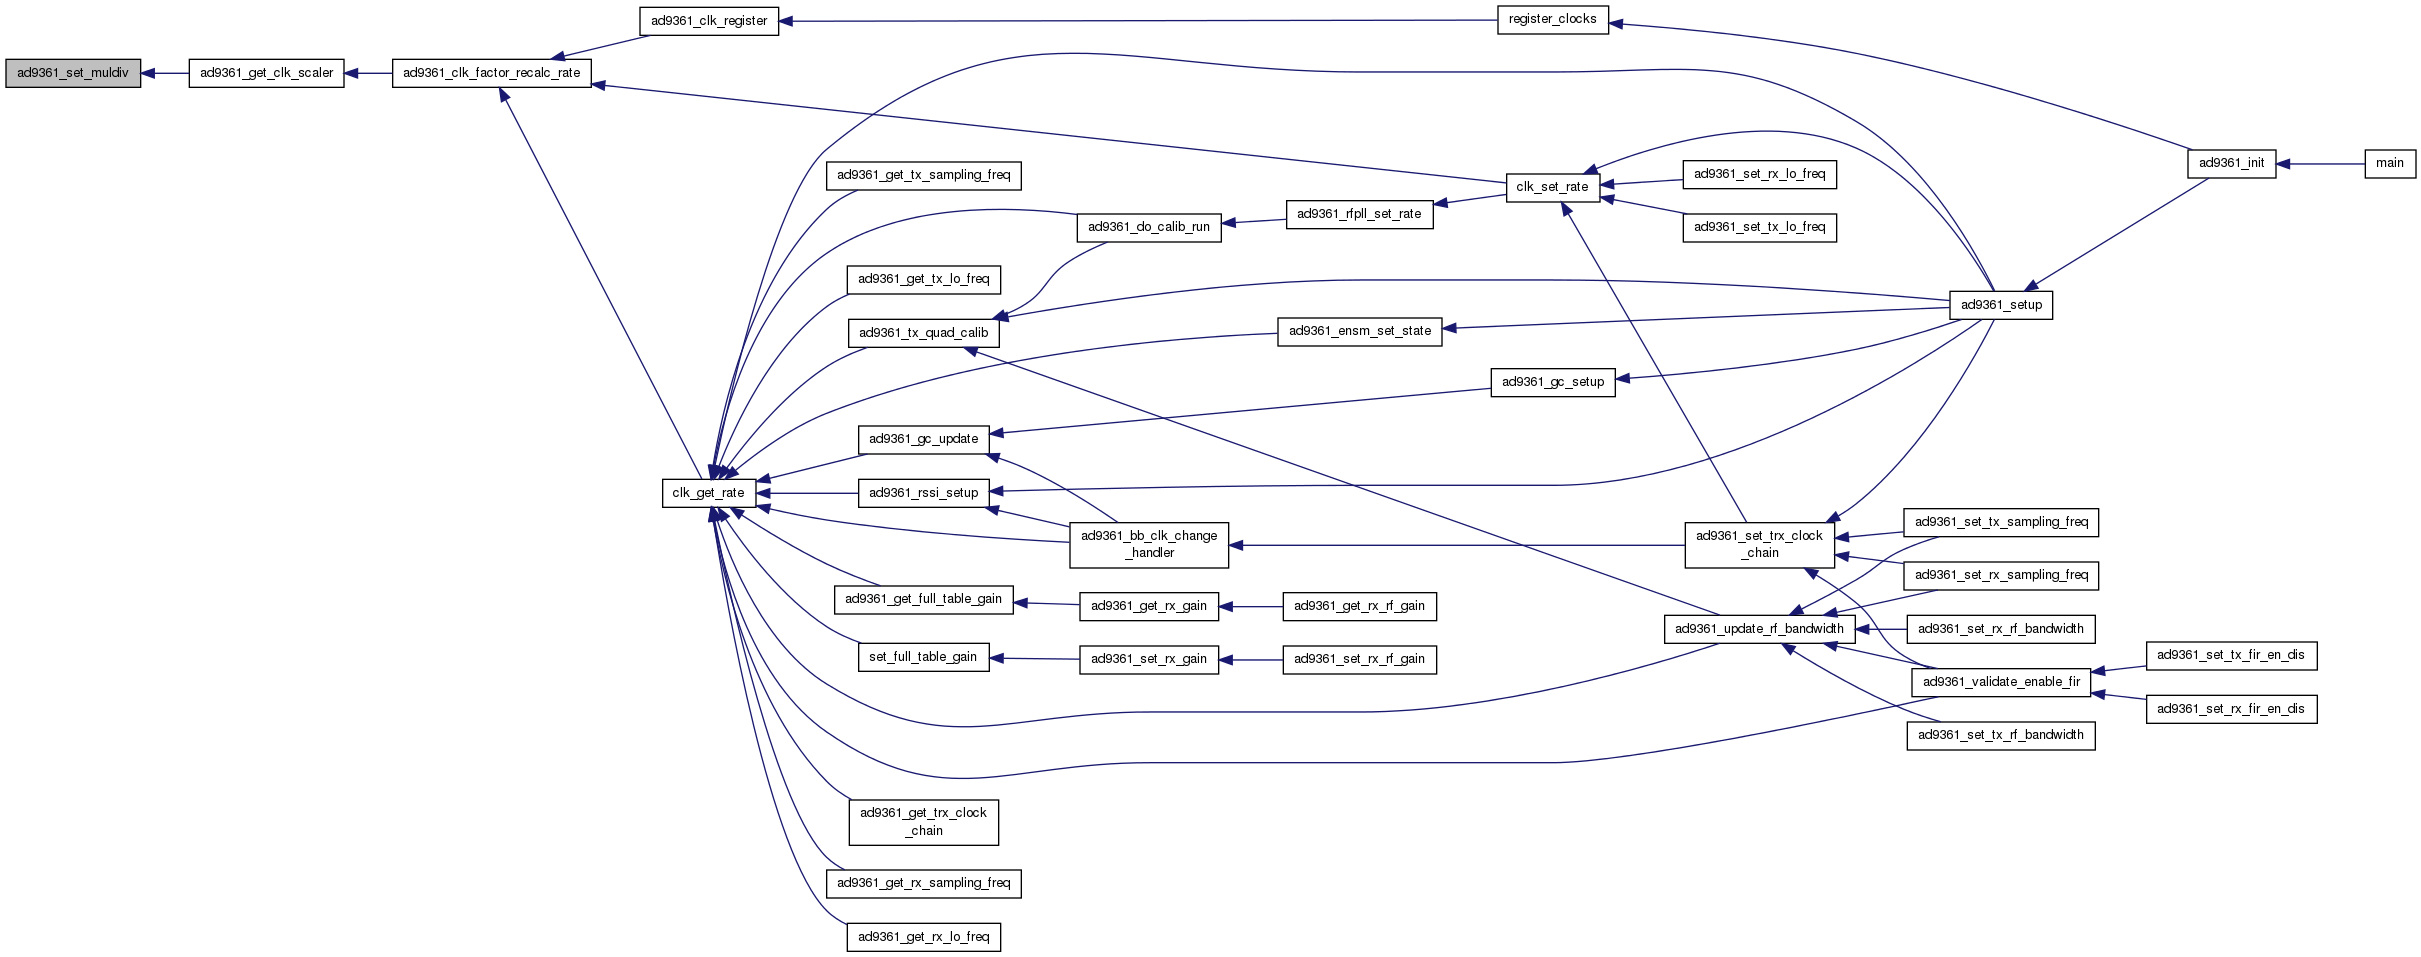 ad9361_clk_register
register_clocks
ad9361_set_muldiv
ad9361_get_clk_scaler
ad9361_clk_factor_recalc_rate
ad9361_init
main
ad9361_get_tx_sampling_freq
clk_set_rate
ad9361_set_rx_lo_freq
ad9361_rfpll_set_rate
ad9361_do_calib_run
ad9361_set_tx_lo_freq
ad9361_get_tx_lo_freq
ad9361_setup
ad9361_tx_quad_calib
ad9361_ensm_set_state
ad9361_gc_setup
ad9361_gc_update
clk_get_rate
ad9361_rssi_setup
ad9361_bb_clk_change
_handler
ad9361_set_trx_clock
_chain
ad9361_set_tx_sampling_freq
ad9361_set_rx_sampling_freq
ad9361_get_full_table_gain
ad9361_get_rx_gain
ad9361_get_rx_rf_gain
ad9361_update_rf_bandwidth
ad9361_set_rx_rf_bandwidth
set_full_table_gain
ad9361_set_rx_gain
ad9361_set_rx_rf_gain
ad9361_set_tx_fir_en_dis
ad9361_validate_enable_fir
ad9361_set_rx_fir_en_dis
ad9361_set_tx_rf_bandwidth
ad9361_get_trx_clock
_chain
ad9361_get_rx_sampling_freq
ad9361_get_rx_lo_freq